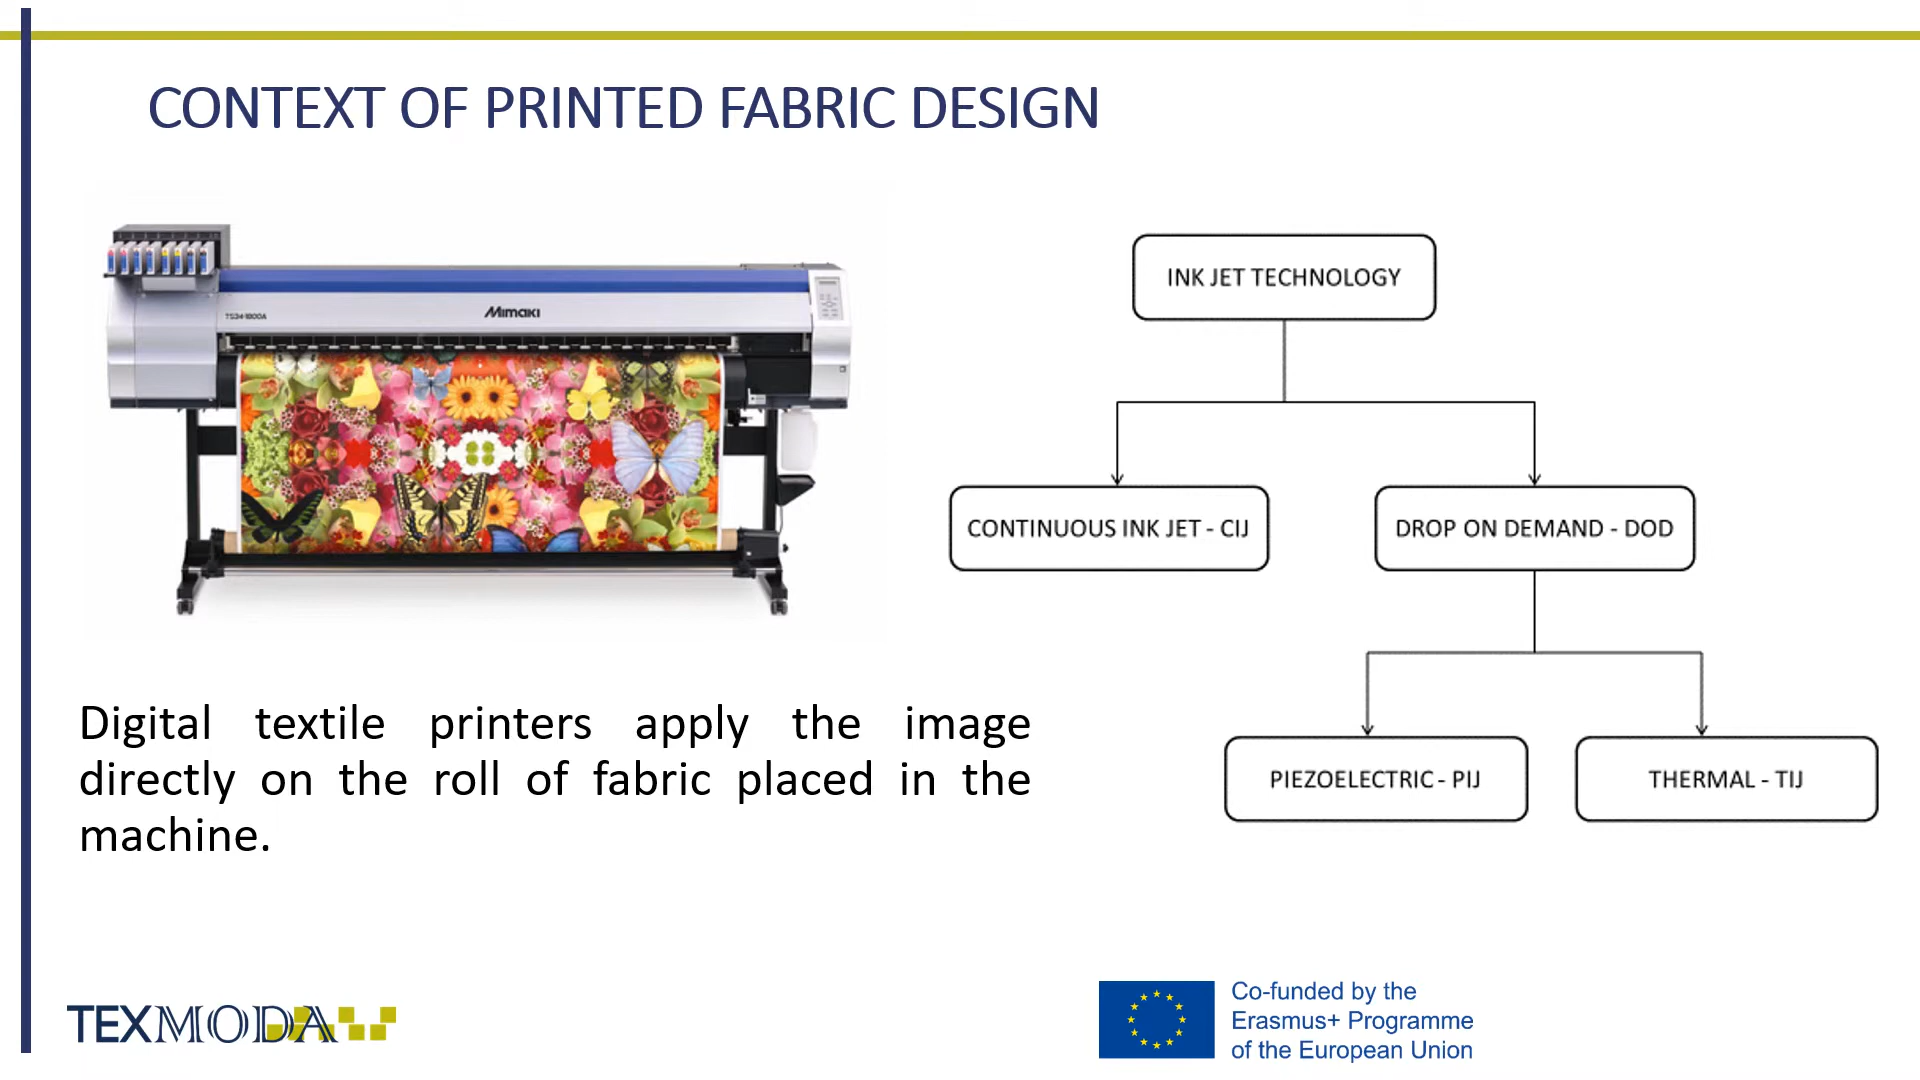 CONTEXT OF PRINTED FABRIC DESIGN
Mimaki
TS34-1800A
INK JET TECHNOLOGY
CONTINUOUS INK JET - CIJ
DROP ON DEMAND - DOD
PIEZOELECTRIC - PIJ
THERMAL - TIJ
Digital textile printers apply the image
directly on the roll of fabric placed in the
machine.
TEXMODA
Co-funded by the
Erasmus+ Programme
of the European Union